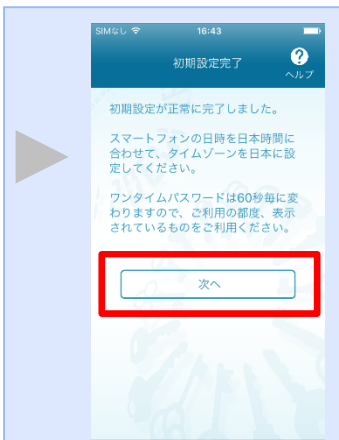 SIMなし 16:43
初期設定完了
?
ヘルプ
初期設定が正常に完了しました。
スマートフォンの日時を日本時間に
合わせて、タイムゾーンを日本に設
定してください。
ワンタイムパスワードは60秒毎に変
わりますので、ご利用の都度、表示
されているものをご利用ください。
次へ